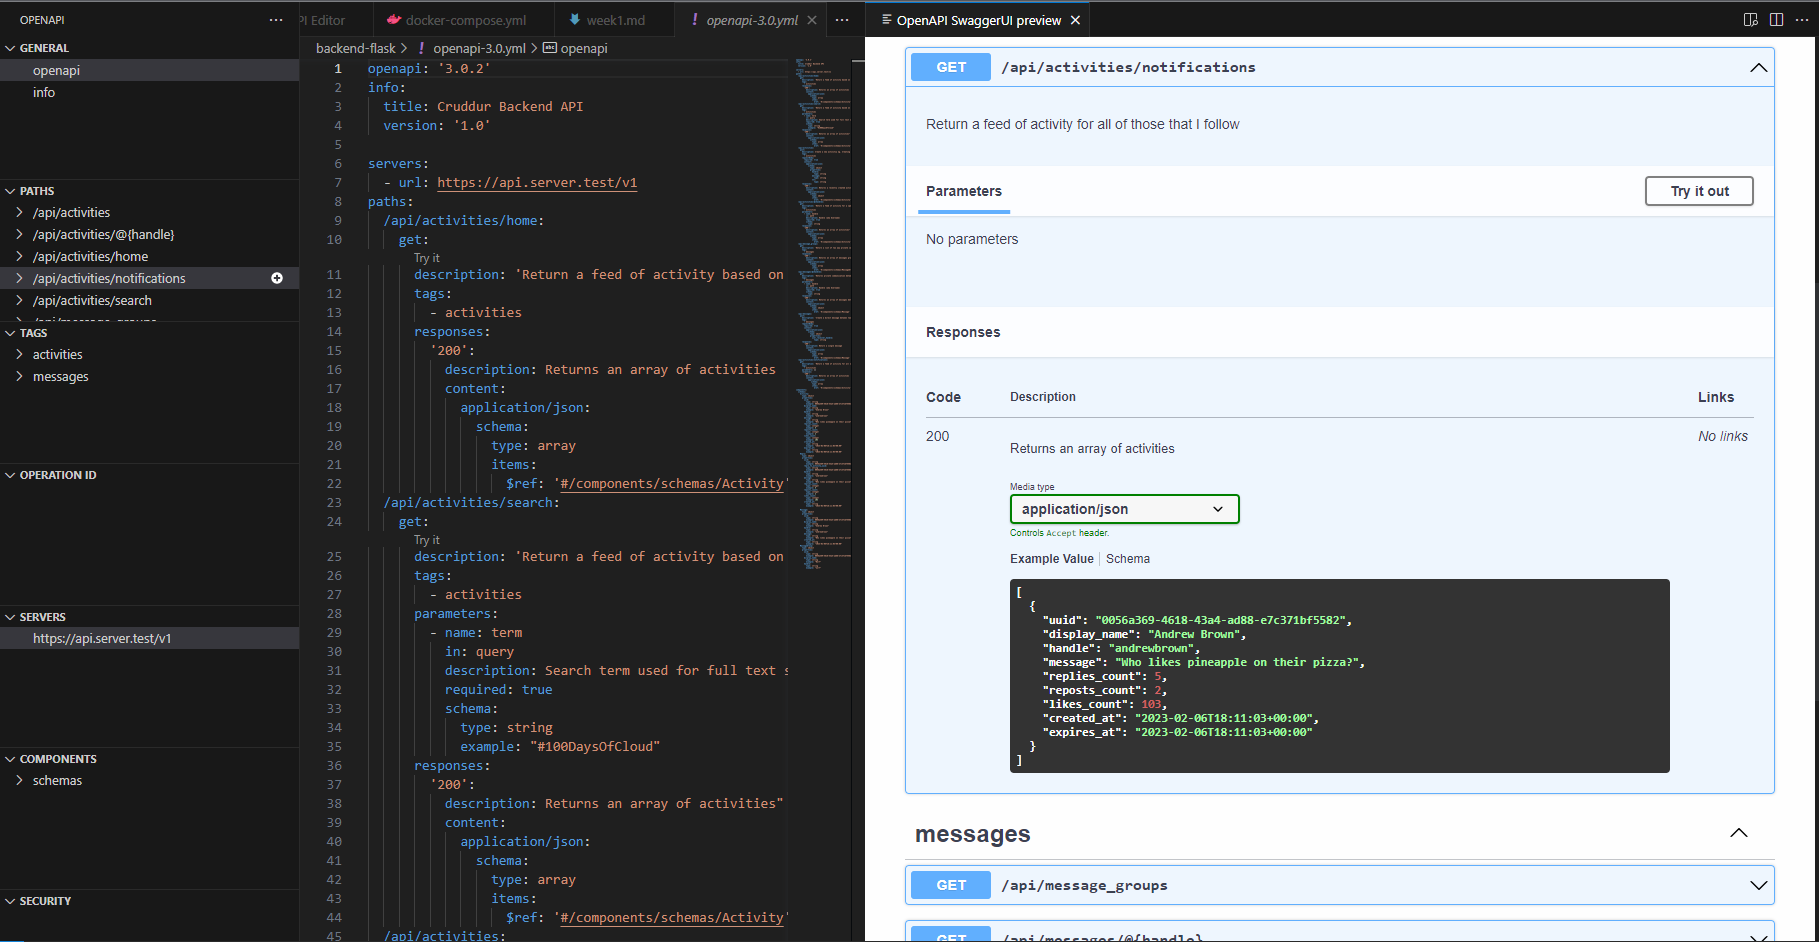 OPENAPI
GENERAL
openapi
info
PATHS
/api/activities
/api/activities/@{handle}
/api/activities/home
/api/activities/notifications
/api/activities/search
/api/message_groups
TAGS
activities
messages
OPERATION ID
SERVERS
https://api.server.test/v1
COMPONENTS
schemas
SECURITY
PI Editor
docker-compose.yml
week1.md
! openapi-3.0.yml
backend-flask > ! openapi-3.0.yml > abc openapi
1 openapi: '3.0.2'
2 info:
3 title: Cruddur Backend API
4 version: '1.0'
5
6 servers:
7 - url: https://api.server.test/v1
8 paths:
9 /api/activities/home:
10 get:
Try it
11 description: 'Return a feed of activity based on
12 tags:
13 - activities
14 responses:
15 '200':
16 description: Returns an array of activities
17 content:
18 application/json:
19 schema:
20 type: array
21 items:
22 $ref: '#/components/schemas/Activity'
23 /api/activities/search:
24 get:
Try it
25 description: 'Return a feed of activity based on
26 tags:
27 - activities
28 parameters:
29 - name: term
30 in: query
31 description: Search term used for full text s
32 required: true
33 schema:
34 type: string
35 example: "#100DaysOfCloud"
36 responses:
37 '200':
38 description: Returns an array of activities"
39 content:
40 application/json:
41 schema:
42 type: array
43 items:
44 $ref: '#/components/schemas/Activity'
45 /api/activities:
OpenAPI SwaggerUI preview
GET /api/activities/notifications
Return a feed of activity for all of those that I follow
Parameters
Try it out
No parameters
Responses
Code Description Links
200 No links
Returns an array of activities
Media type
application/json
Controls Accept header.
Example Value | Schema
[
{
"uuid": "0056a369-4618-43a4-ad88-e7c371bf5582",
"display_name": "Andrew Brown",
"handle": "andrewbrown",
"message": "Who likes pineapple on their pizza?",
"replies_count": 5,
"reposts_count": 2,
"likes_count": 103,
"created_at": "2023-02-06T18:11:03+00:00",
"expires_at": "2023-02-06T18:11:03+00:00"
}
]
messages
GET /api/message_groups
GET /api/messages/@{handle}